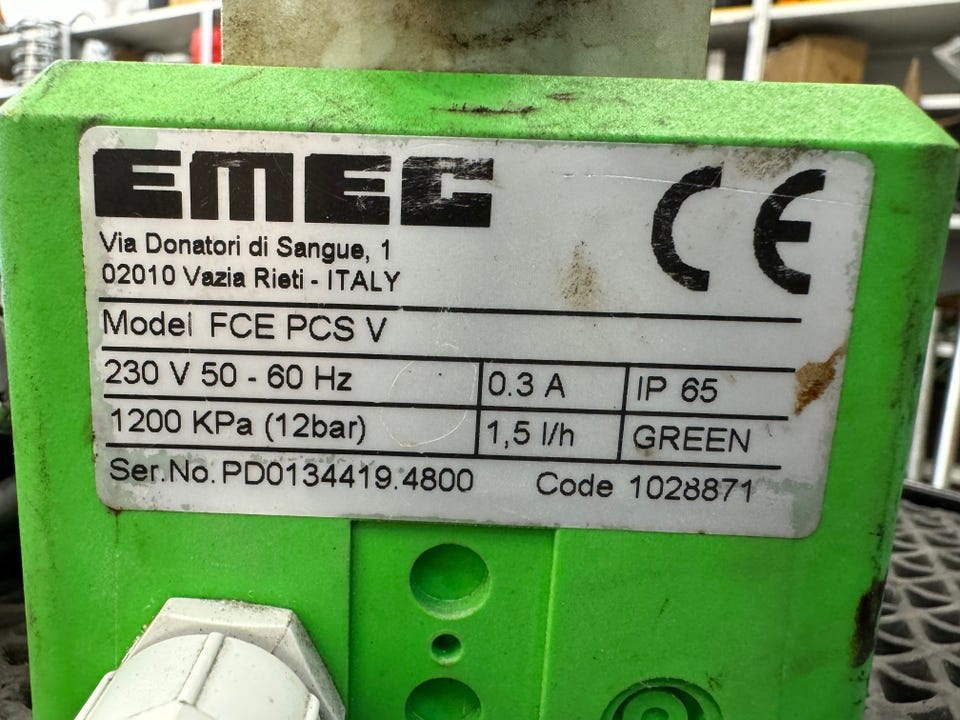 EMEC
CE
Via Donatori di Sangue, 1
02010 Vazia Rieti - ITALY
Model FCE PCS V
230 V 50 - 60 Hz 0.3 A IP 65
1200 KPa (12bar) 1,5 l/h GREEN
Ser.No. PD0134419.4800 Code 1028871